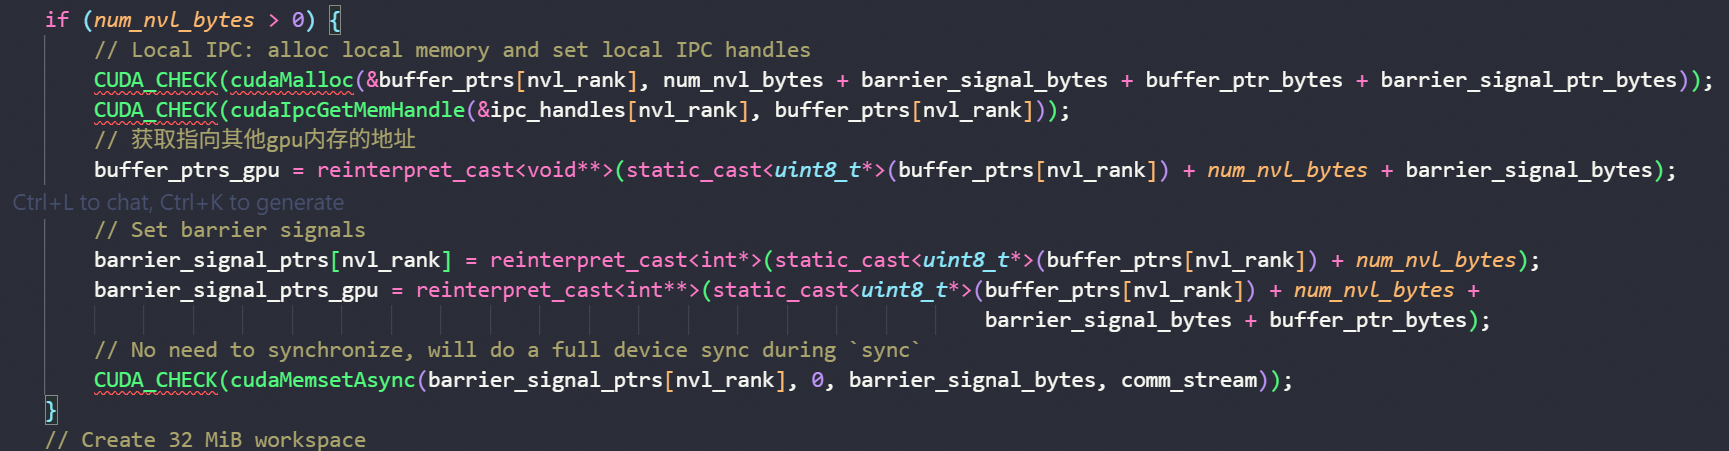 if (num_nvl_bytes > 0) {
// Local IPC: alloc local memory and set local IPC handles
CUDA_CHECK(cudaMalloc(&buffer_ptrs[nvl_rank], num_nvl_bytes + barrier_signal_bytes + buffer_ptr_bytes + barrier_signal_ptr_bytes));
CUDA_CHECK(cudaIpcGetMemHandle(&ipc_handles[nvl_rank], buffer_ptrs[nvl_rank]));
// 获取指向其他gpu内存的地址
buffer_ptrs_gpu = reinterpret_cast<void**>(static_cast<uint8_t*>(buffer_ptrs[nvl_rank]) + num_nvl_bytes + barrier_signal_bytes);
Ctrl+L to chat, Ctrl+K to generate
// Set barrier signals
barrier_signal_ptrs[nvl_rank] = reinterpret_cast<int*>(static_cast<uint8_t*>(buffer_ptrs[nvl_rank]) + num_nvl_bytes);
barrier_signal_ptrs_gpu = reinterpret_cast<int**>(static_cast<uint8_t*>(buffer_ptrs[nvl_rank]) + num_nvl_bytes +
barrier_signal_bytes + buffer_ptr_bytes);
// No need to synchronize, will do a full device sync during `sync`
CUDA_CHECK(cudaMemsetAsync(barrier_signal_ptrs[nvl_rank], 0, barrier_signal_bytes, comm_stream));
}
// Create 32 MiB workspace